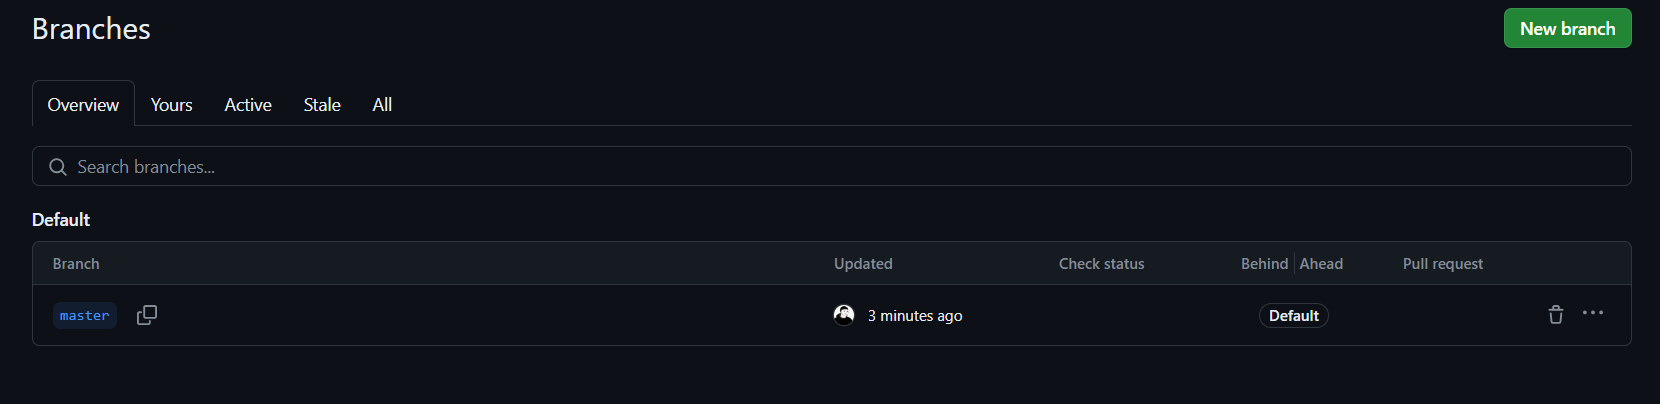 Branches
New branch
Overview Yours Active Stale All
Search branches...
Default
Branch Updated Check status Behind Ahead Pull request
master 3 minutes ago Default